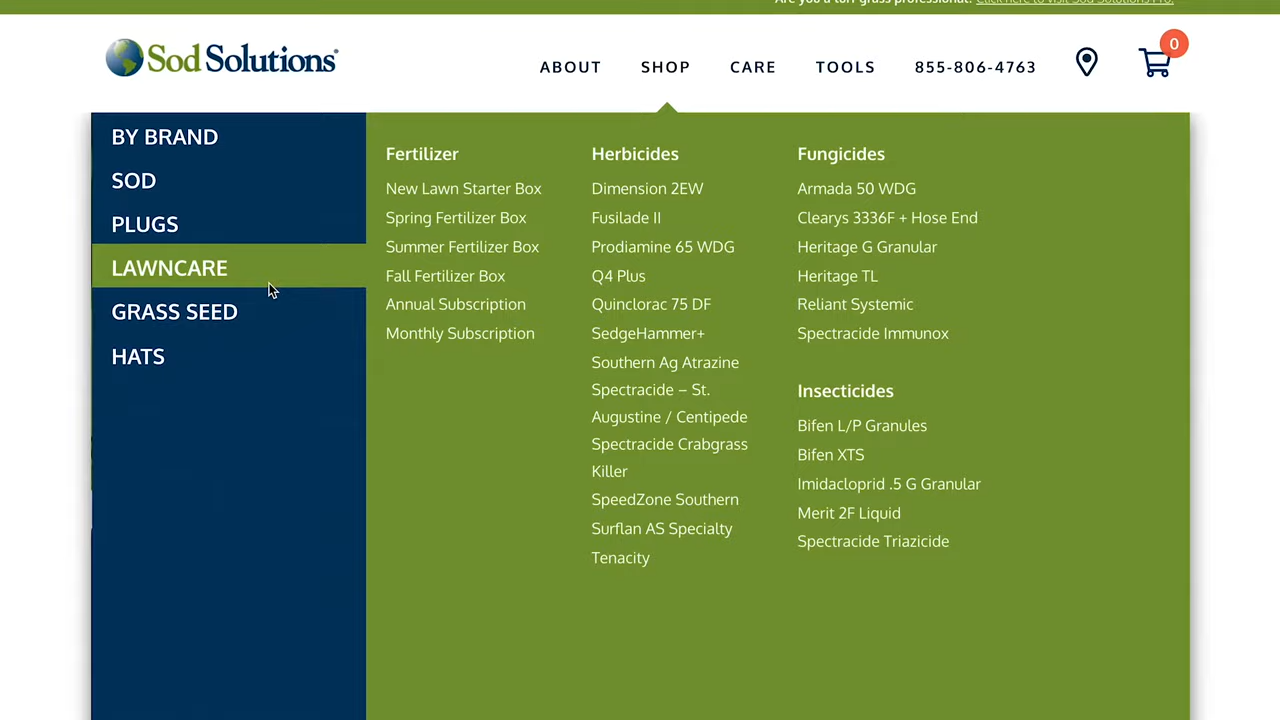 Are you a turf grass professional? Click here to visit Sod Solutions Pro.
Sod Solutions®
ABOUT
SHOP
CARE
TOOLS
855-806-4763
0
BY BRAND
SOD
PLUGS
LAWNCARE
GRASS SEED
HATS
Fertilizer
New Lawn Starter Box
Spring Fertilizer Box
Summer Fertilizer Box
Fall Fertilizer Box
Annual Subscription
Monthly Subscription
Herbicides
Dimension 2EW
Fusilade II
Prodiamine 65 WDG
Q4 Plus
Quinclorac 75 DF
SedgeHammer+
Southern Ag Atrazine
Spectracide – St.
Augustine / Centipede
Spectracide Crabgrass
Killer
SpeedZone Southern
Surflan AS Specialty
Tenacity
Fungicides
Armada 50 WDG
Clearys 3336F + Hose End
Heritage G Granular
Heritage TL
Reliant Systemic
Spectracide Immunox
Insecticides
Bifen L/P Granules
Bifen XTS
Imidacloprid .5 G Granular
Merit 2F Liquid
Spectracide Triazicide